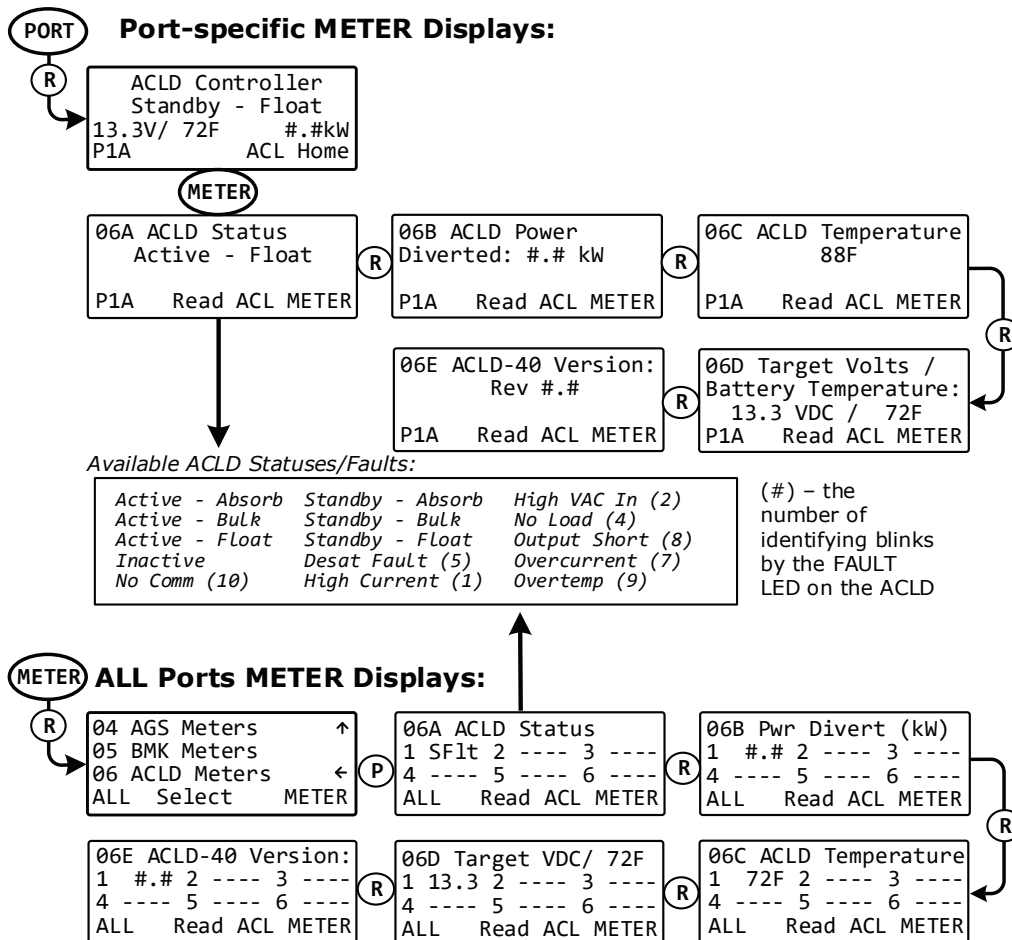 PORT
Port-specific METER Displays:
R
ACLD Controller
Standby - Float
13.3V/ 72F #.#kW
P1A ACL Home
METER
06A ACLD Status
Active - Float
P1A Read ACL METER
R
06B ACLD Power
Diverted: #.# kW
P1A Read ACL METER
R
06C ACLD Temperature
88F
P1A Read ACL METER
R
06D Target Volts /
Battery Temperature:
13.3 VDC / 72F
P1A Read ACL METER
R
06E ACLD-40 Version:
Rev #.#
P1A Read ACL METER
Available ACLD Statuses/Faults:
Active - Absorb Standby - Absorb High VAC In (2)
Active - Bulk Standby - Bulk No Load (4)
Active - Float Standby - Float Output Short (8)
Inactive Desat Fault (5) Overcurrent (7)
No Comm (10) High Current (1) Overtemp (9)
(#) – the
number of
identifying blinks
by the FAULT
LED on the ACLD
METER
ALL Ports METER Displays:
R
04 AGS Meters ↑
05 BMK Meters
06 ACLD Meters ←
ALL Select METER
P
06A ACLD Status
1 SFlt 2 ---- 3 ----
4 ---- 5 ---- 6 ----
ALL Read ACL METER
R
06B Pwr Divert (kW)
1 #.# 2 ---- 3 ----
4 ---- 5 ---- 6 ----
ALL Read ACL METER
R
06C ACLD Temperature
1 72F 2 ---- 3 ----
4 ---- 5 ---- 6 ----
ALL Read ACL METER
R
06D Target VDC/ 72F
1 13.3 2 ---- 3 ----
4 ---- 5 ---- 6 ----
ALL Read ACL METER
R
06E ACLD-40 Version:
1 #.# 2 ---- 3 ----
4 ---- 5 ---- 6 ----
ALL Read ACL METER